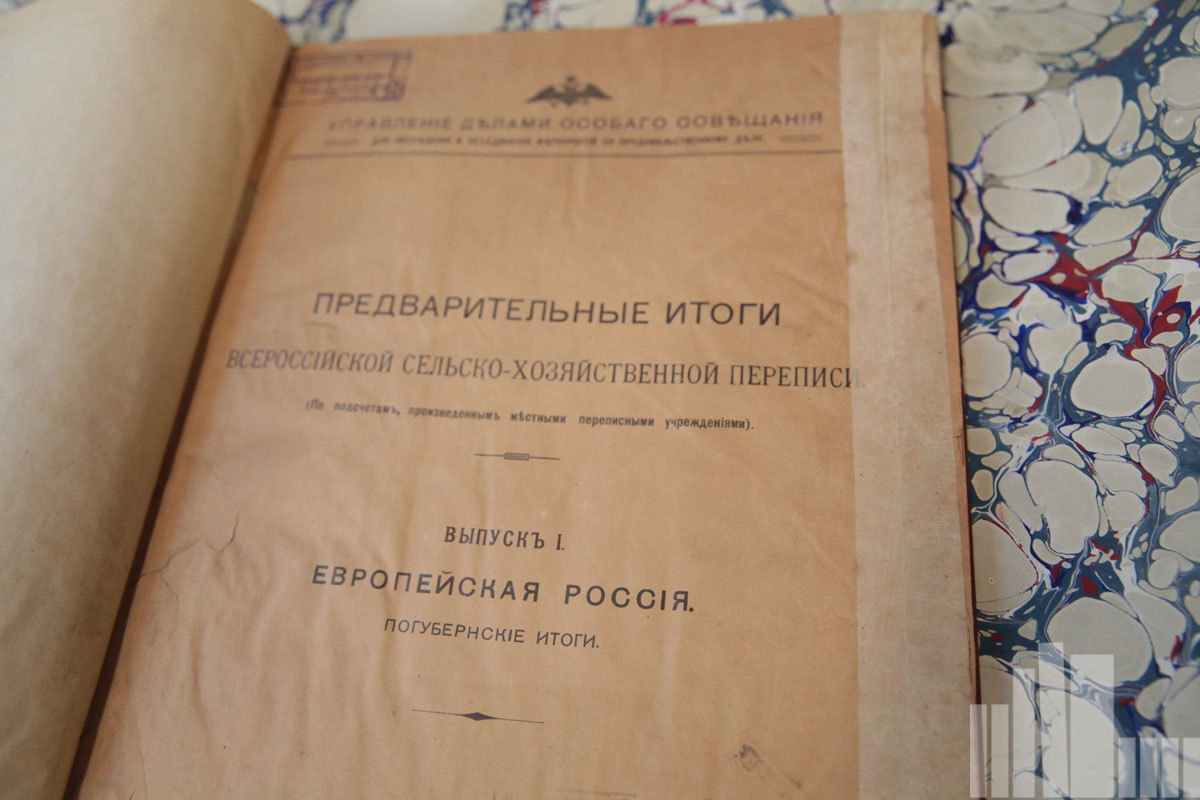 УПРАВЛЕНІЕ ДѢЛАМИ ОСОБАГО СОВѢЩАНІЯ
ПРЕДВАРИТЕЛЬНЫЕ ИТОГИ
ВСЕРОССІЙСКОЙ СЕЛЬСКО-ХОЗЯЙСТВЕННОЙ ПЕРЕПИСИ.
(По подсчетамъ, произведеннымъ мѣстными переписными учрежденіями).
ВЫПУСКЪ I.
ЕВРОПЕЙСКАЯ РОССІЯ.
ПОГУБЕРНСКІЕ ИТОГИ.